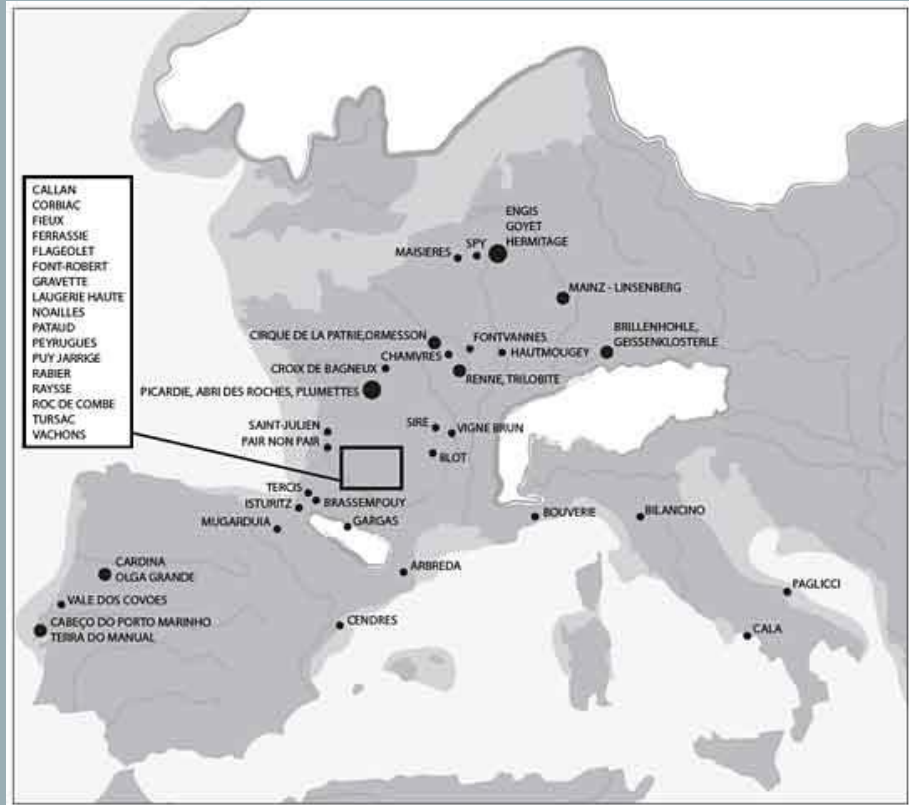 CALLAN
CORBIAC
FIEUX
FERRASSIE
FLAGEOLET
FONT-ROBERT
GRAVETTE
LAUGERIE HAUTE
NOAILLES
PATAUD
PEYRUGUES
PUY JARRIGE
RABIER
RAYSSE
ROC DE COMBE
TURSAC
VACHONS
ENGIS
GOYET
HERMITAGE
SPY
MAISIERES
MAINZ - LINSENBERG
CIRQUE DE LA PATRIE,ORMESSON
FONTVANNES
BRILLENHOHLE,
GEISSENKLOSTERLE
CHAMVRES
HAUTMOUGEY
CROIX DE BAGNEUX
RENNE, TRILOBITE
PICARDIE, ABRI DES ROCHES, PLUMETTES
SAINT-JULIEN
PAIR NON PAIR
SIRE
VIGNE BRUN
BLOT
TERCIS
ISTURITZ
BRASSEMPOUY
MUGARDUIA
GARGAS
BOUVERIE
BILANCINO
ARBREDA
CARDINA
OLGA GRANDE
VALE DOS COVOES
CABEÇO DO PORTO MARINHO
TERRA DO MANUAL
CENDRES
PAGLICCI
CALA